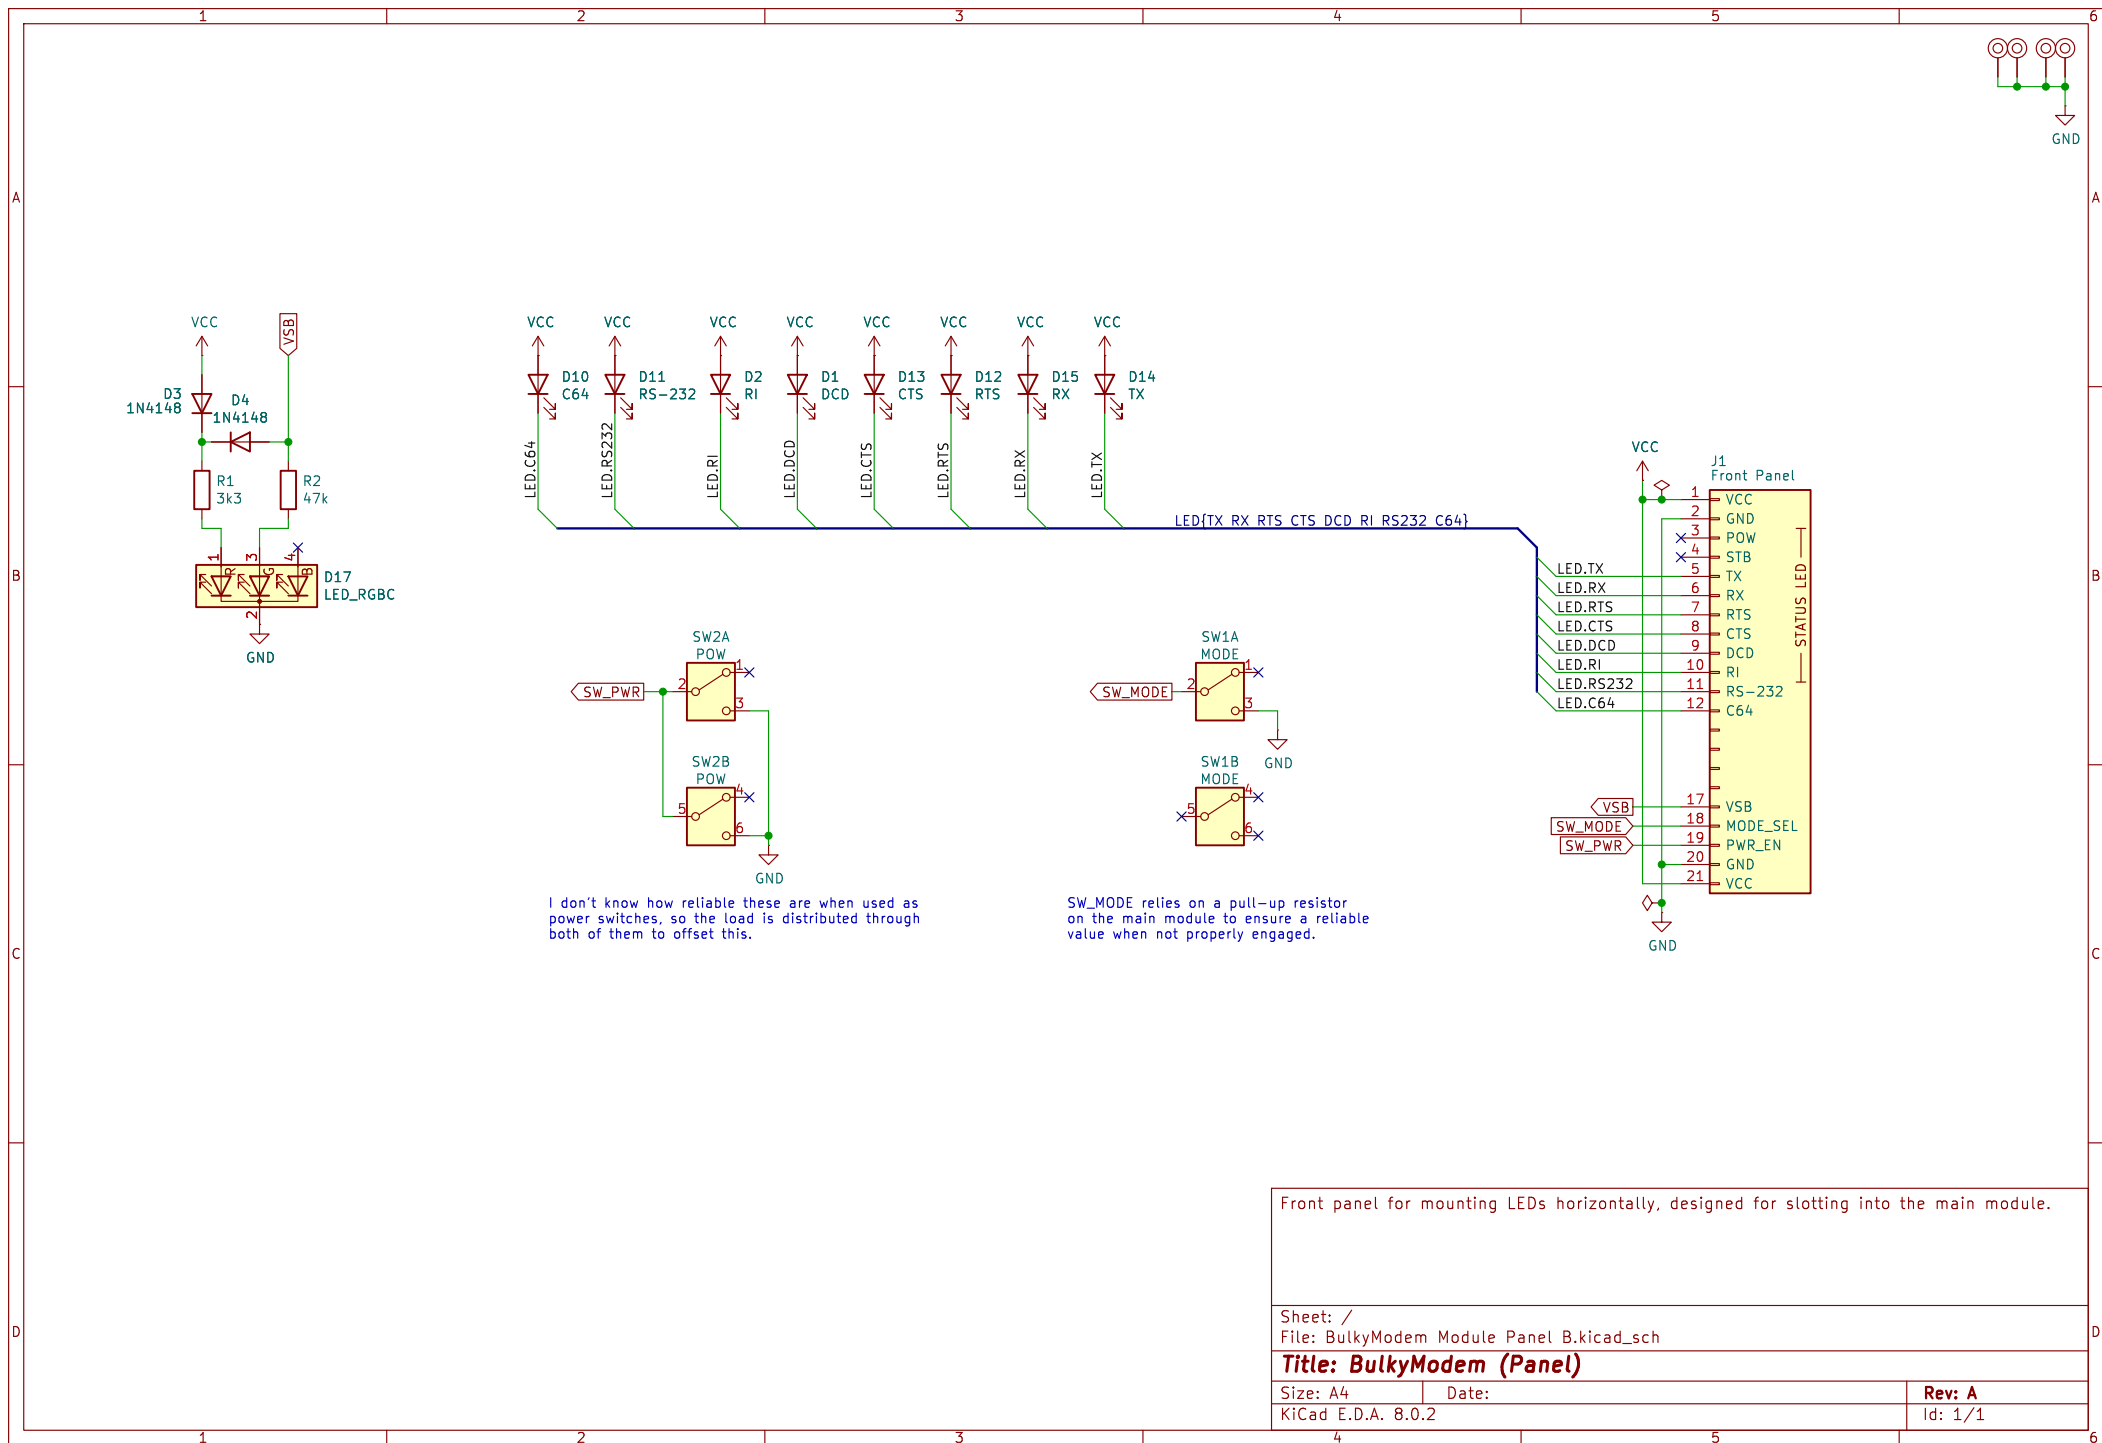 1 2 3 4 5 6
A A
GND
VCC VSB
D3
1N4148
D4
1N4148
R1
3k3
R2
47k
1 3 4
R G B
2
D17
LED_RGBC
GND
VCC VCC VCC VCC VCC VCC VCC VCC
D10
C64
D11
RS-232
D2
RI
D1
DCD
D13
CTS
D12
RTS
D15
RX
D14
TX
LED.C64
LED.RS232
LED.RI
LED.DCD
LED.CTS
LED.RTS
LED.RX
LED.TX
LED{TX RX RTS CTS DCD RI RS232 C64}
VCC
J1
Front Panel
1 VCC
2 GND
3 POW
4 STB
LED.TX 5 TX
LED.RX 6 RX
LED.RTS 7 RTS
LED.CTS 8 CTS
LED.DCD 9 DCD
LED.RI 10 RI
LED.RS232 11 RS-232
LED.C64 12 C64
STATUS LED
VSB 17 VSB
SW_MODE 18 MODE_SEL
SW_PWR 19 PWR_EN
20 GND
21 VCC
GND
B B
SW2A
POW
SW_PWR 2 1 3
SW2B
POW
5 4 6
GND
I don't know how reliable these are when used as
power switches, so the load is distributed through
both of them to offset this.
SW1A
MODE
SW_MODE 2 1 3
GND
SW1B
MODE
5 4 6
SW_MODE relies on a pull-up resistor
on the main module to ensure a reliable
value when not properly engaged.
C C
Front panel for mounting LEDs horizontally, designed for slotting into the main module.
Sheet: /
File: BulkyModem Module Panel B.kicad_sch
Title: BulkyModem (Panel)
Size: A4 Date: Rev: A
KiCad E.D.A. 8.0.2 Id: 1/1
D D
1 2 3 4 5 6